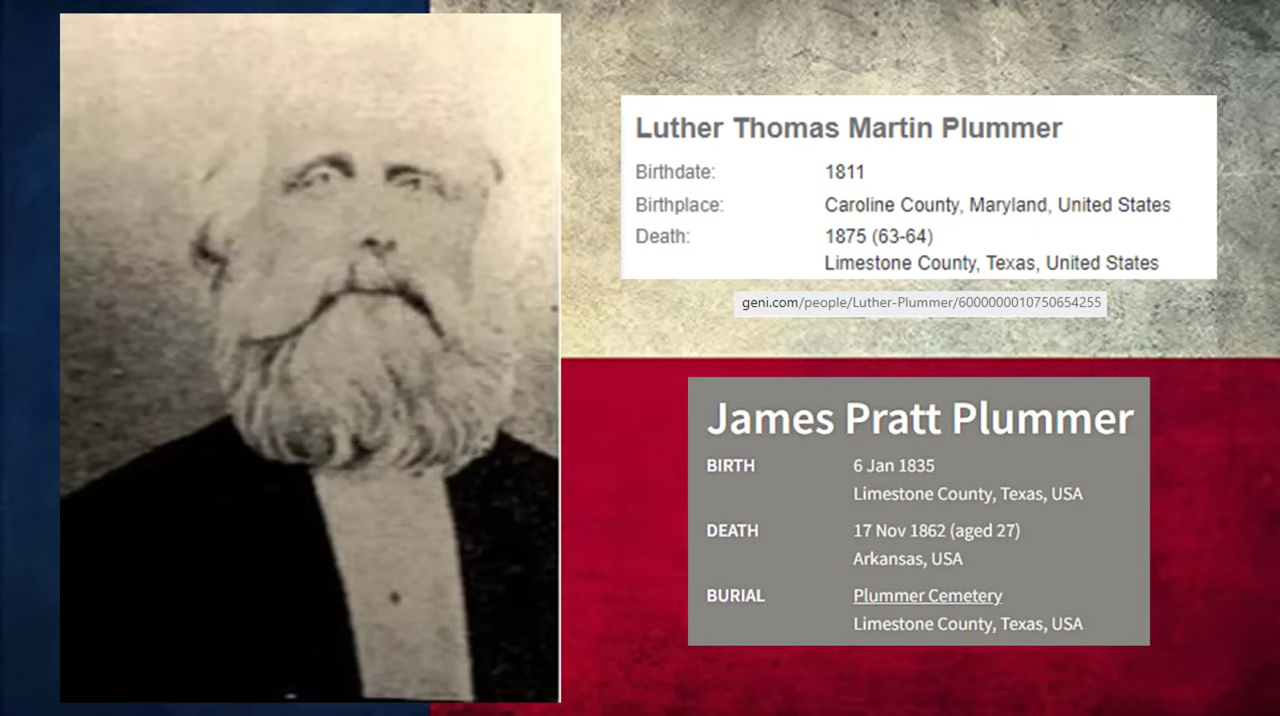 Luther Thomas Martin Plummer
Birthdate: 1811
Birthplace: Caroline County, Maryland, United States
Death: 1875 (63-64)
Limestone County, Texas, United States
geni.com/people/Luther-Plummer/6000000010750654255
James Pratt Plummer
BIRTH 6 Jan 1835
Limestone County, Texas, USA
DEATH 17 Nov 1862 (aged 27)
Arkansas, USA
BURIAL Plummer Cemetery
Limestone County, Texas, USA